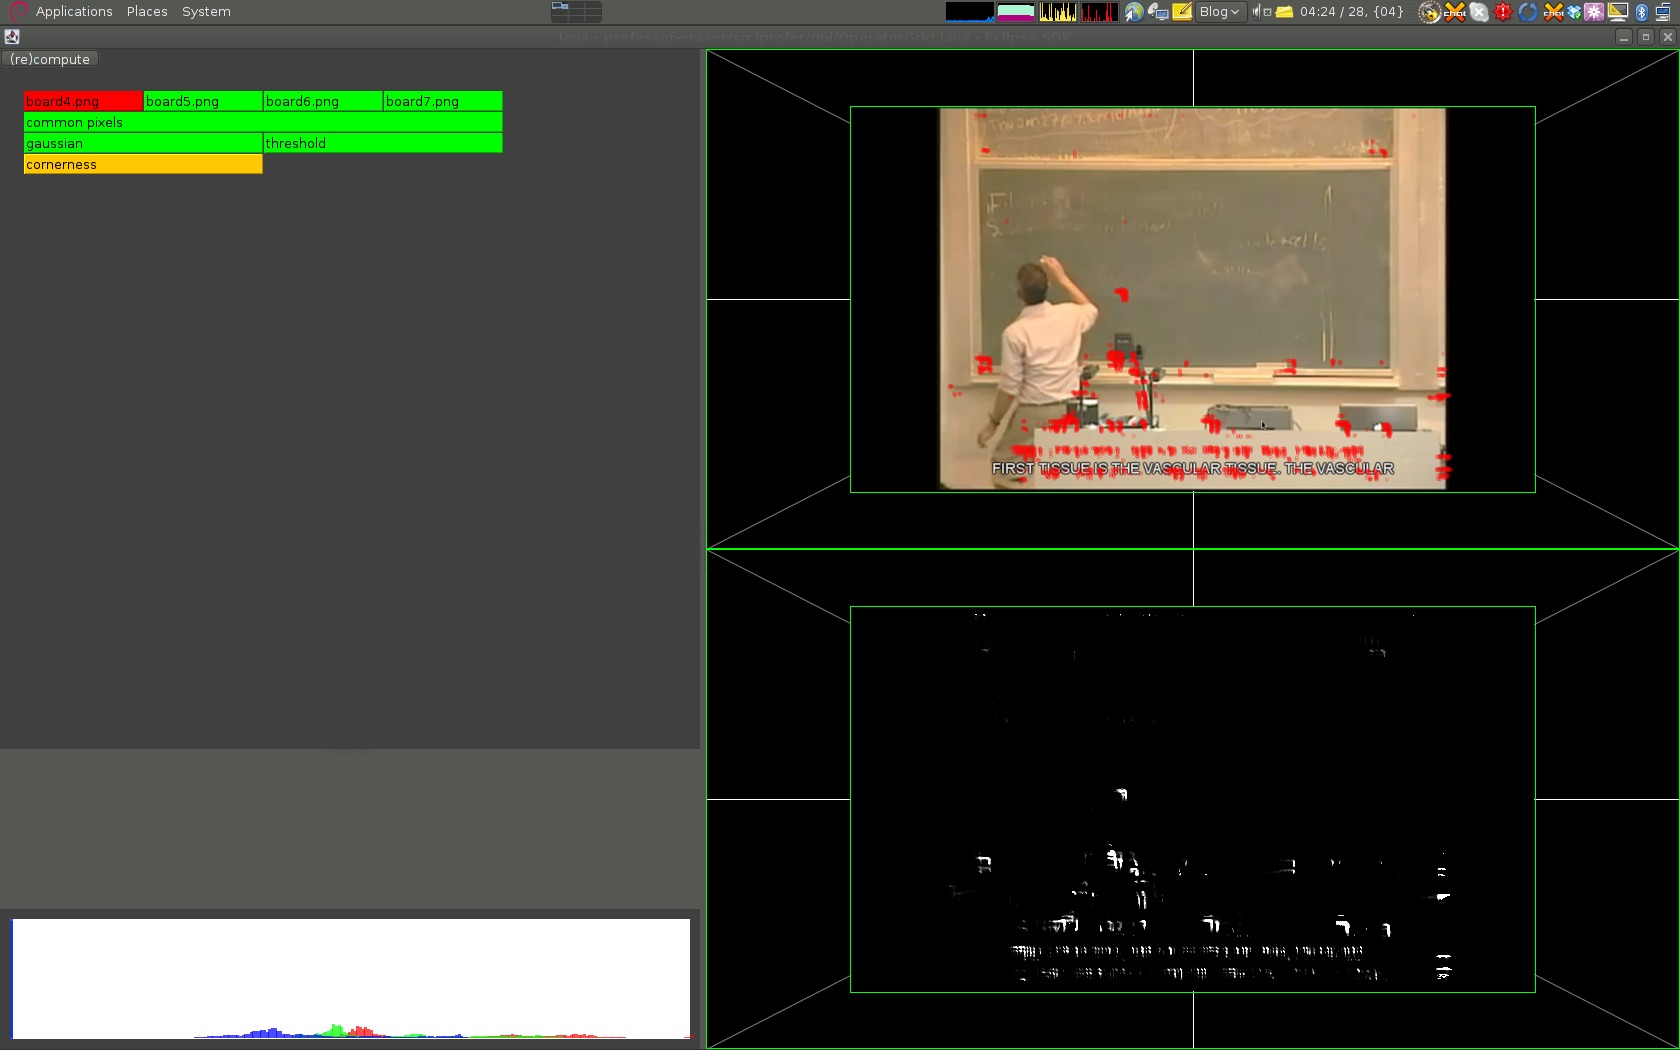 Applications Places System Blog 04:24 / 28, {04}
Java - professor-eraser/src/profer/gui/OperatorGrid.java - Eclipse SDK
(re)compute
board4.png board5.png board6.png board7.png
common pixels
gaussian threshold
cornerness
FIRST TISSUE IS THE VASCULAR TISSUE. THE VASCULAR